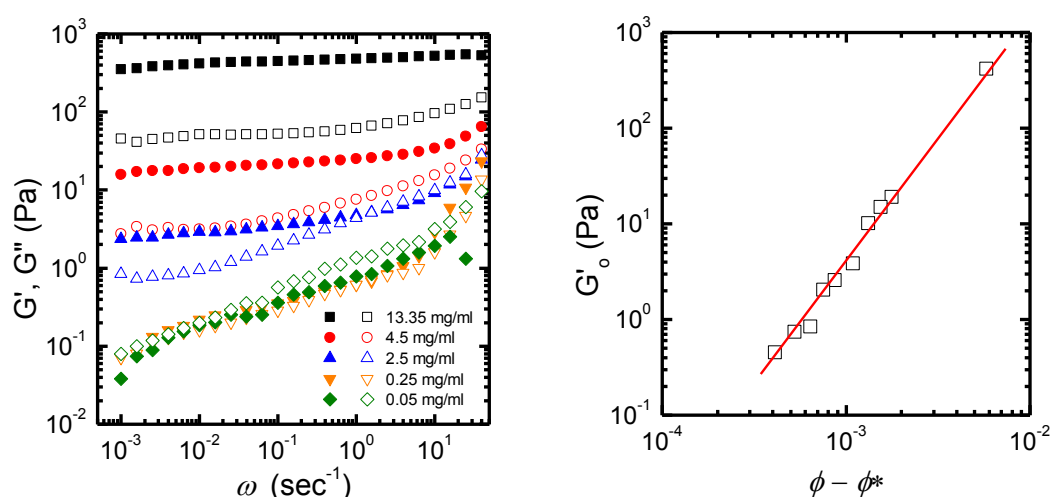 10³
10²
10¹
10⁰
10⁻¹
10⁻²
G', G" (Pa)
10⁻³ 10⁻² 10⁻¹ 10⁰ 10¹
ω (sec⁻¹)
13.35 mg/ml
4.5 mg/ml
2.5 mg/ml
0.25 mg/ml
0.05 mg/ml
10³
10²
10¹
10⁰
10⁻¹
G'ₒ (Pa)
10⁻⁴ 10⁻³ 10⁻²
ϕ − ϕ*